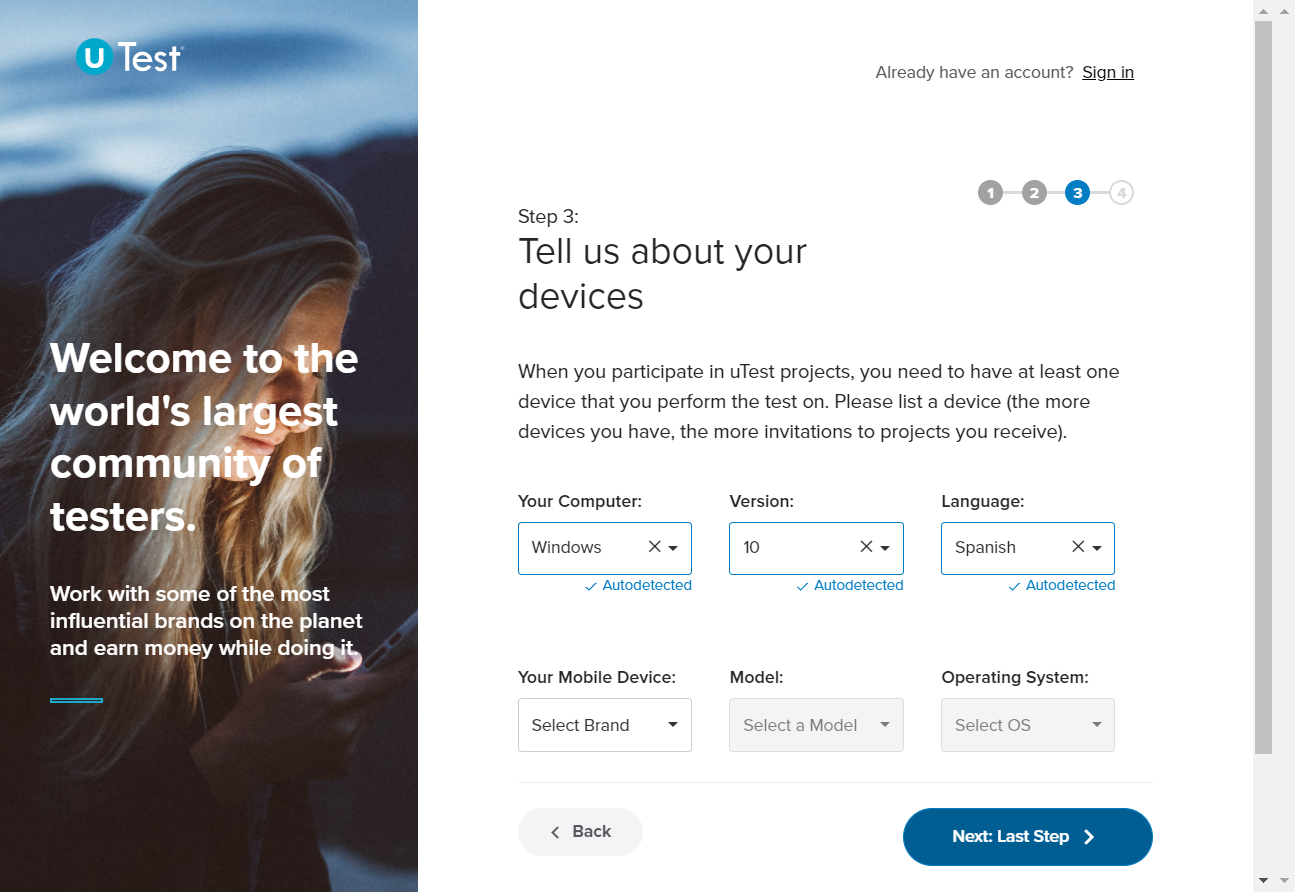 U Test
Already have an account? Sign in
1 2 3 4
Step 3:
Tell us about your
devices
Welcome to the
world's largest
community of
testers.
Work with some of the most
influential brands on the planet
and earn money while doing it.
When you participate in uTest projects, you need to have at least one
device that you perform the test on. Please list a device (the more
devices you have, the more invitations to projects you receive).
Your Computer: Version: Language:
Windows 10 Spanish
Autodetected Autodetected Autodetected
Your Mobile Device: Model: Operating System:
Select Brand Select a Model Select OS
Back Next: Last Step